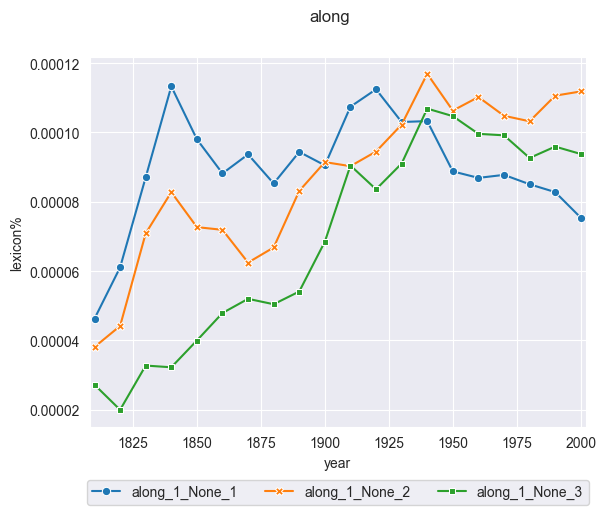 along
0.00012
0.00010
0.00008
0.00006
0.00004
0.00002
lexicon%
1825 1850 1875 1900 1925 1950 1975 2000
year
along_1_None_1 along_1_None_2 along_1_None_3